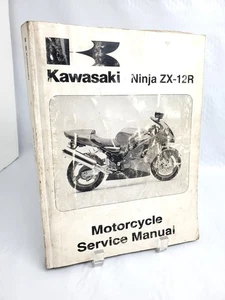 Kawasaki Ninja ZX-12R
Motorcycle
Service Manual